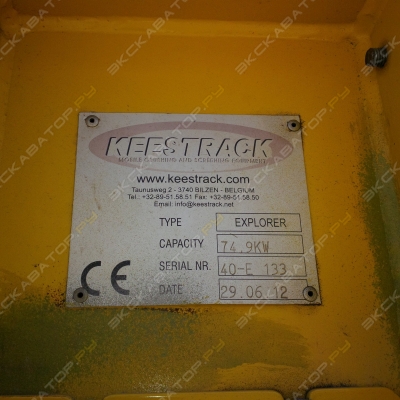 KEESTRACK
MOBILE CRUSHING AND SCREENING EQUIPMENT
www.keestrack.com
Taunusweg 2 - 3740 BILZEN - BELGIUM
Tel.: +32-89-51.58.51 Fax: +32-89-51.58.50
Email: info@keestrack.net
TYPE EXPLORER
CAPACITY 74.9KW
SERIAL NR. 40-E 133
CE DATE 29.06.12
ЭКСКАВАТОР.РУ